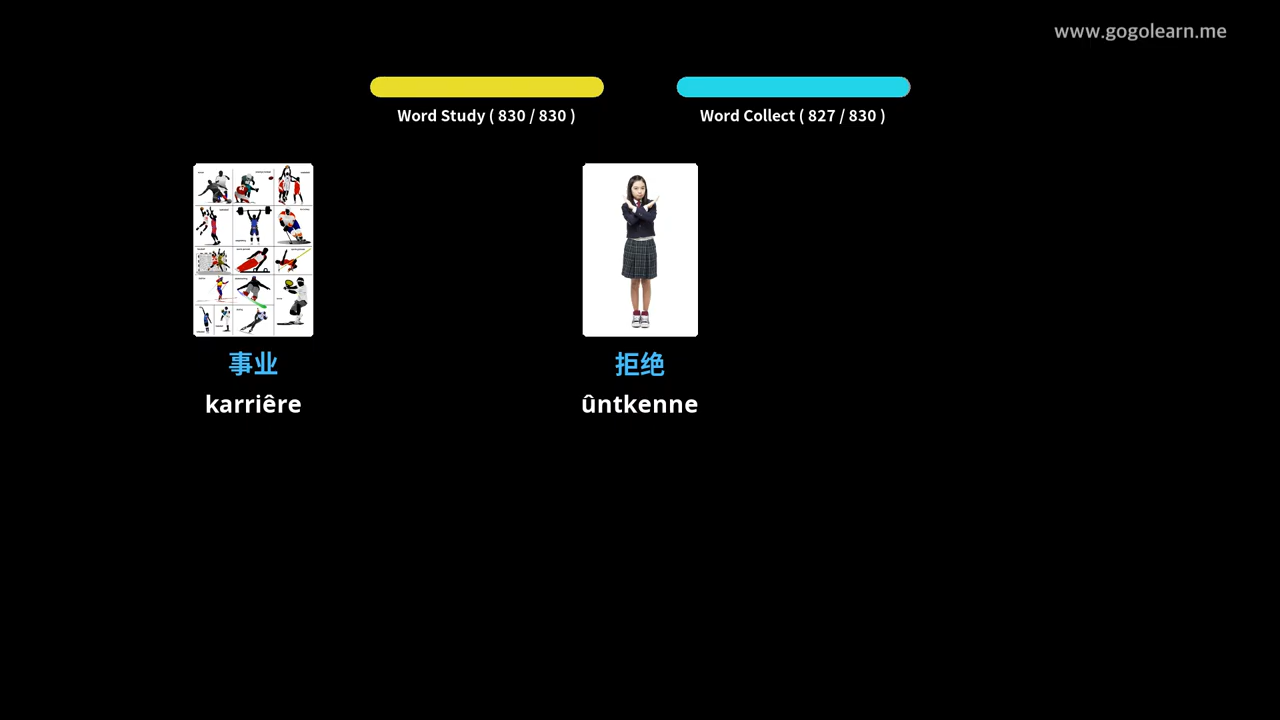 www.gogolearn.me
Word Study ( 830 / 830 )
Word Collect ( 827 / 830 )
事业
拒绝
karriêre
ûntkenne